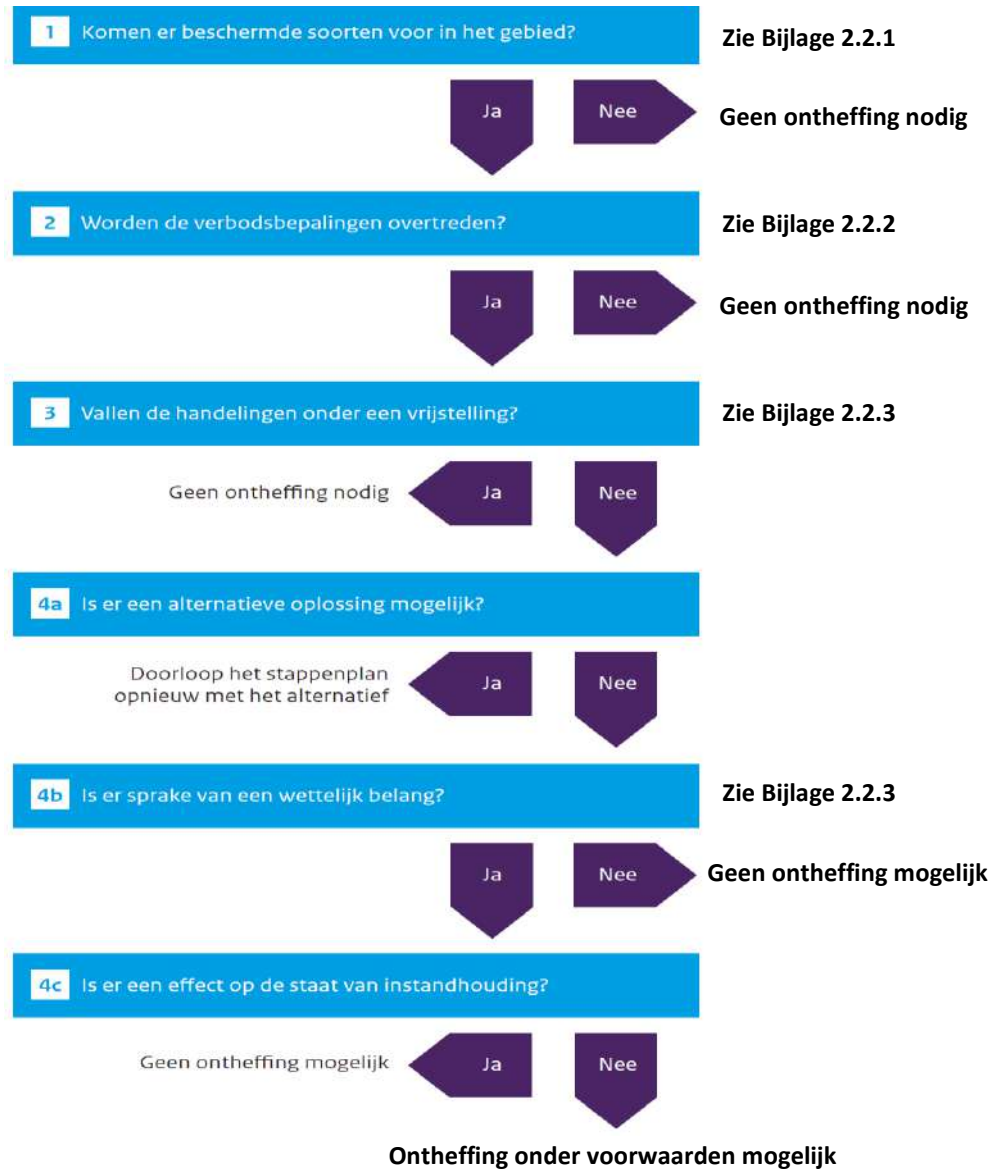 1 Komen er beschermde soorten voor in het gebied? Zie Bijlage 2.2.1
Ja Nee Geen ontheffing nodig
2 Worden de verbodsbepalingen overtreden? Zie Bijlage 2.2.2
Ja Nee Geen ontheffing nodig
3 Vallen de handelingen onder een vrijstelling? Zie Bijlage 2.2.3
Geen ontheffing nodig Ja Nee
4a Is er een alternatieve oplossing mogelijk?
Doorloop het stappenplan
opnieuw met het alternatief Ja Nee
4b Is er sprake van een wettelijk belang? Zie Bijlage 2.2.3
Ja Nee Geen ontheffing mogelijk
4c Is er een effect op de staat van instandhouding?
Geen ontheffing mogelijk Ja Nee
Ontheffing onder voorwaarden mogelijk